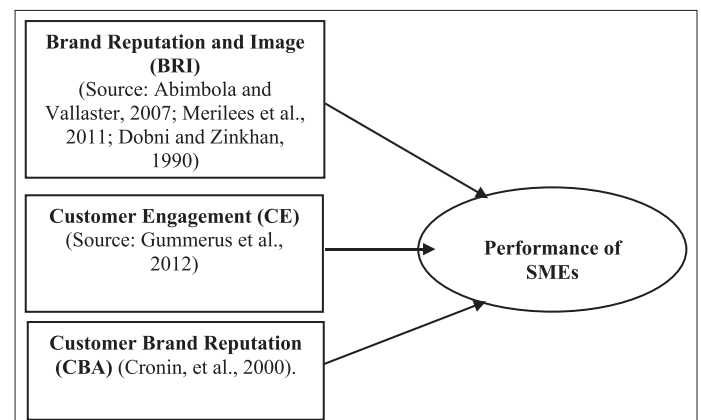 Brand Reputation and Image
(BRI)
(Source: Abimbola and
Vallaster, 2007; Merilees et al.,
2011; Dobni and Zinkhan,
1990)
Customer Engagement (CE)
(Source: Gummerus et al.,
2012)
Performance of
SMEs
Customer Brand Reputation
(CBA) (Cronin, et al., 2000).